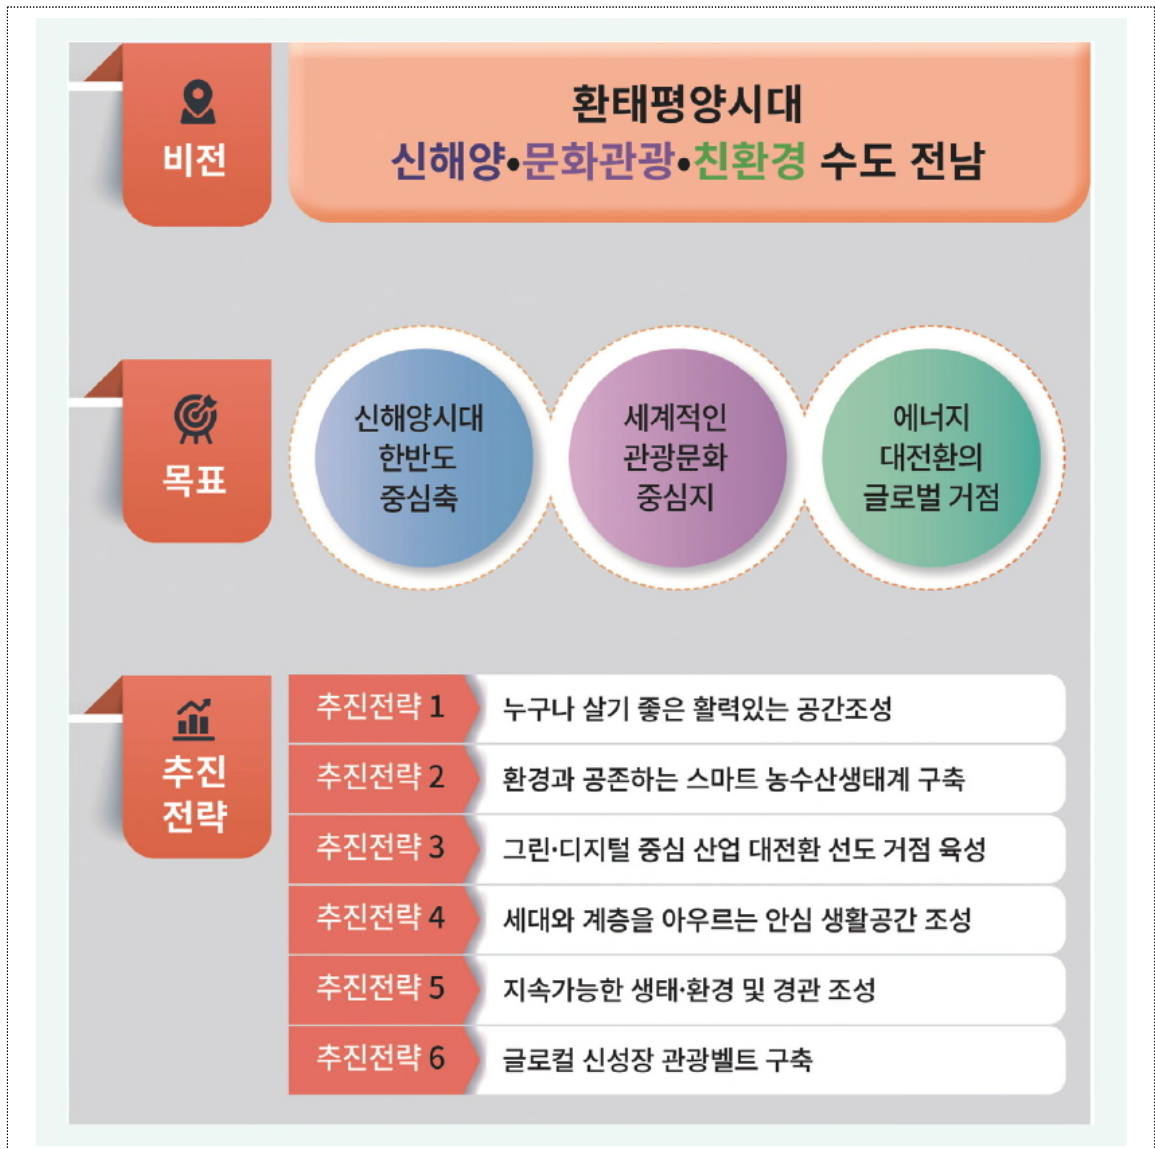 비전
환태평양시대
신해양•문화관광•친환경 수도 전남
목표
신해양시대
한반도
중심축
세계적인
관광문화
중심지
에너지
대전환의
글로벌 거점
추진
전략
추진전략 1
누구나 살기 좋은 활력있는 공간조성
추진전략 2
환경과 공존하는 스마트 농수산생태계 구축
추진전략 3
그린·디지털 중심 산업 대전환 선도 거점 육성
추진전략 4
세대와 계층을 아우르는 안심 생활공간 조성
추진전략 5
지속가능한 생태·환경 및 경관 조성
추진전략 6
글로컬 신성장 관광벨트 구축